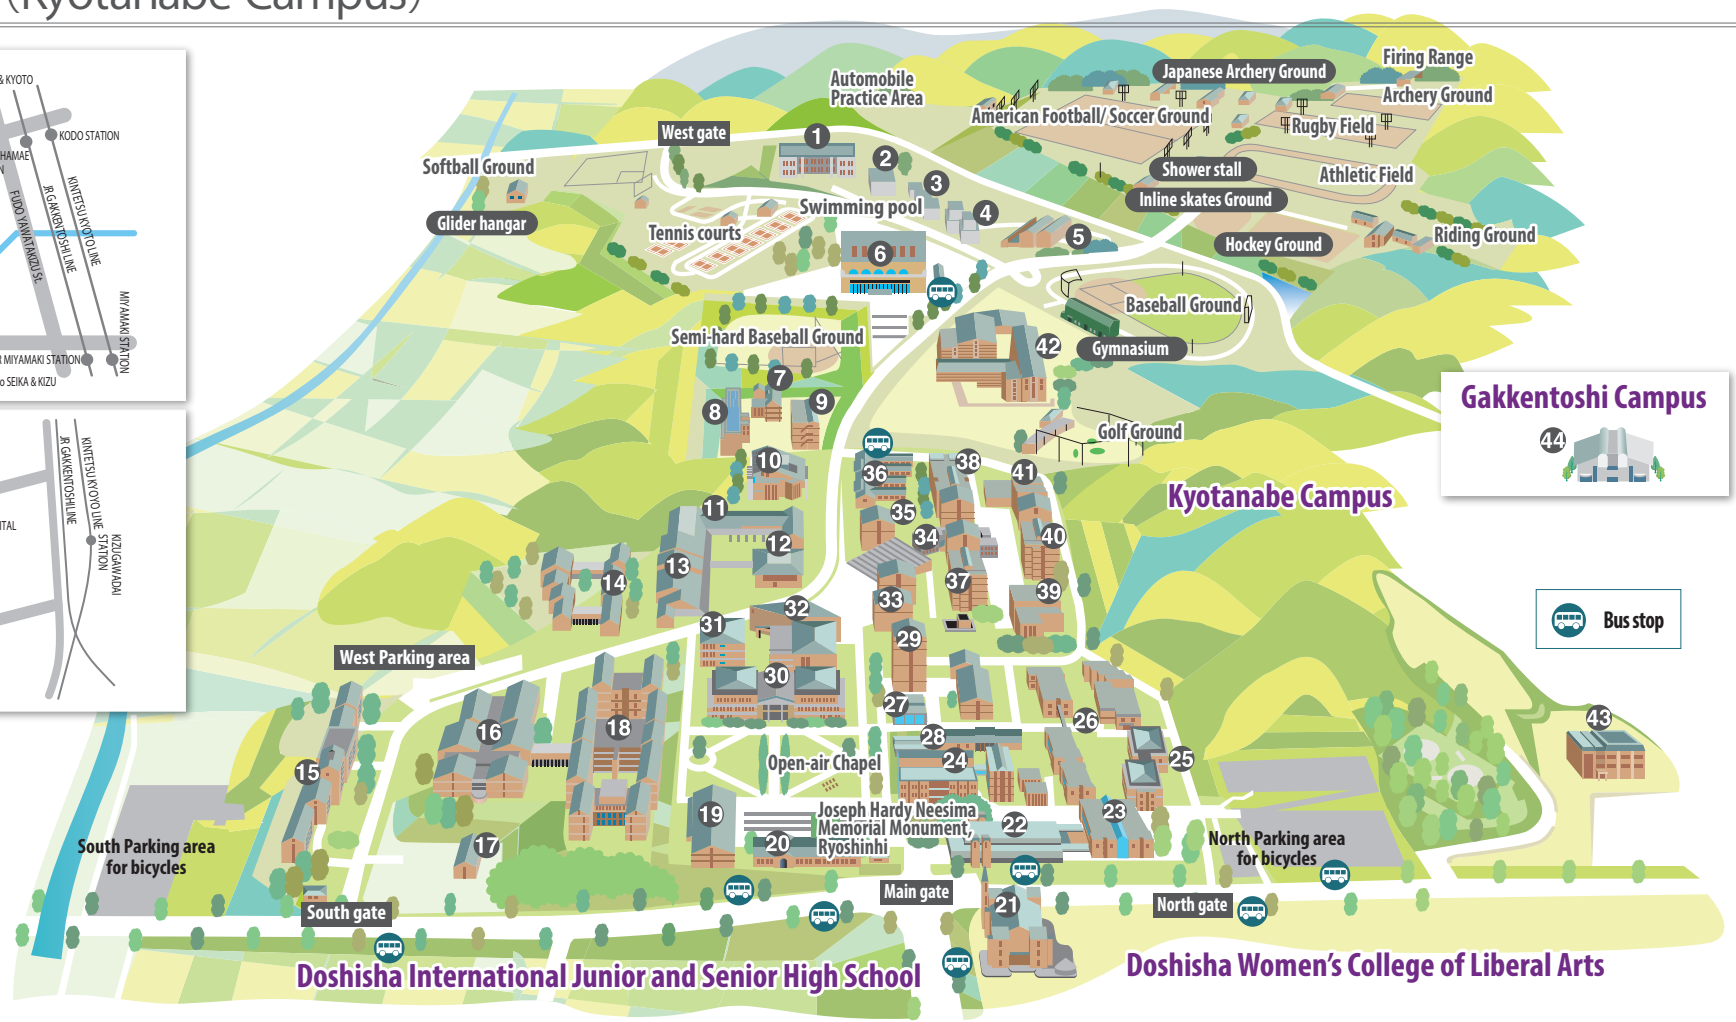 (Kyotanabe Campus)
& KYOTO
KODO STATION
HAMAE
N
FUDO YAWATAKIZU St.
JR GAKKENTOSHI LINE
KINTETSU KYOTO LINE
MIYAMAKI STATION
R MIYAMAKI STATION
o SEIKA & KIZU
JR GAKKENTOSHI LINE
KINTETSU KYOYO LINE
KIZUGAWADAI
STATION
ITAL
Automobile
Practice Area
Japanese Archery Ground
Firing Range
Archery Ground
American Football/ Soccer Ground
Rugby Field
West gate
1
2
3
4
5
6
Softball Ground
Glider hangar
Swimming pool
Tennis courts
Shower stall
Inline skates Ground
Athletic Field
Hockey Ground
Riding Ground
Baseball Ground
Gymnasium
42
Semi-hard Baseball Ground
7
8
9
10
Golf Ground
Gakkentoshi Campus
44
Kyotanabe Campus
36
38
41
35
34
40
11
12
13
14
37
39
33
32
31
29
30
Bus stop
West Parking area
15
16
18
27
28
26
25
24
43
Open-air Chapel
Joseph Hardy Neesima
Memorial Monument,
Ryoshinhi
19
20
17
22
23
21
South Parking area
for bicycles
North Parking area
for bicycles
South gate
Main gate
North gate
Doshisha International Junior and Senior High School
Doshisha Women's College of Liberal Arts